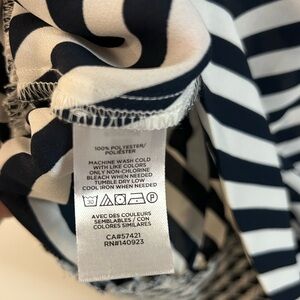 100% POLYESTER/
POLIÉSTER
MACHINE WASH COLD
WITH LIKE COLORS
ONLY NON-CHLORINE
BLEACH WHEN NEEDED
TUMBLE DRY LOW
COOL IRON WHEN NEEDED
AVEC DES COULEURS
SEMBLABLES / CON
COLORES SIMILARES
CA#57421
RN#140923